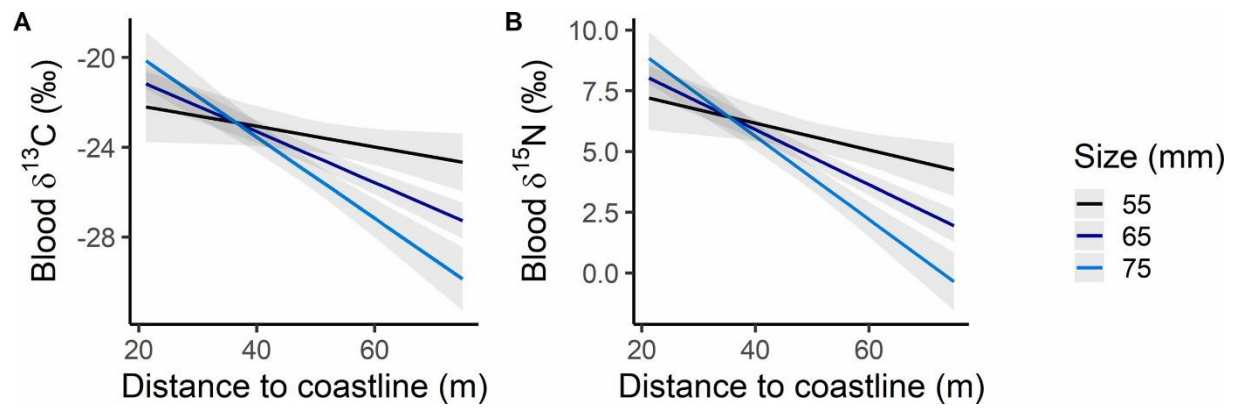 A
Blood δ¹³C (‰)
-20
-24
-28
20 40 60
Distance to coastline (m)
B
Blood δ¹⁵N (‰)
10.0
7.5
5.0
2.5
0.0
20 40 60
Distance to coastline (m)
Size (mm)
55
65
75